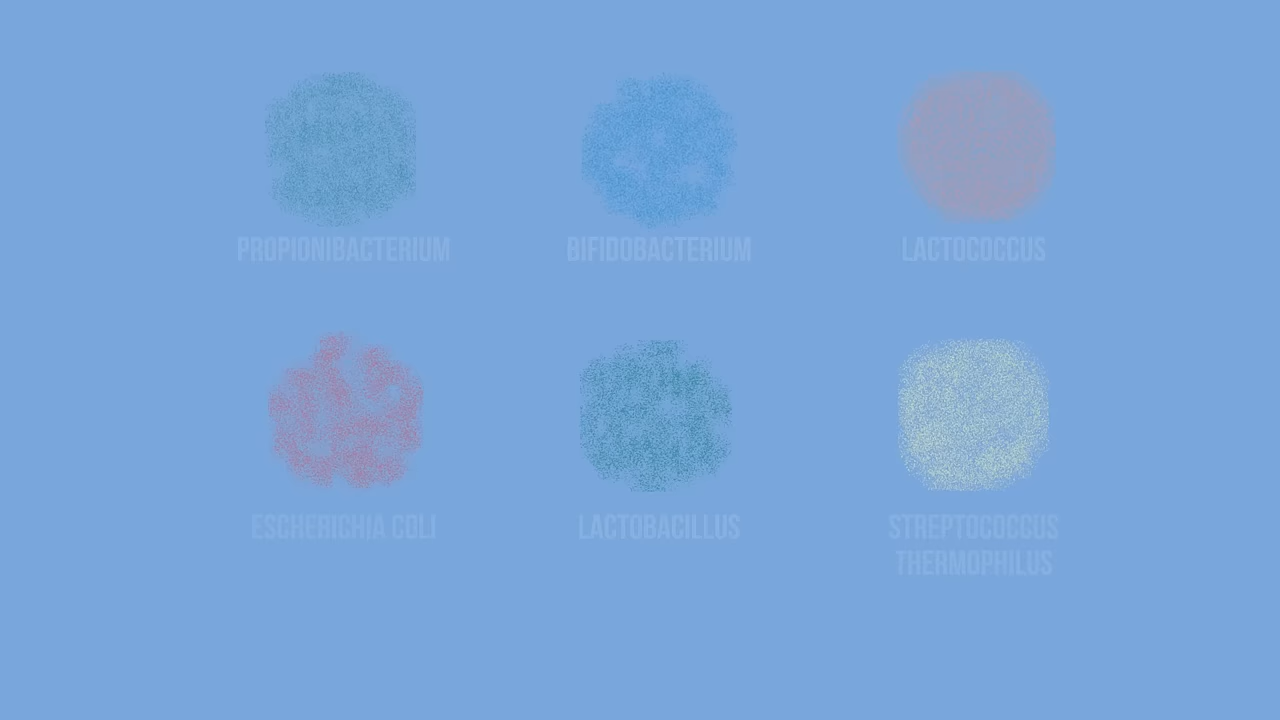 PROPIONIBACTERIUM
BIFIDOBACTERIUM
LACTOCOCCUS
ESCHERICHIA COLI
LACTOBACILLUS
STREPTOCOCCUS
THERMOPHILUS